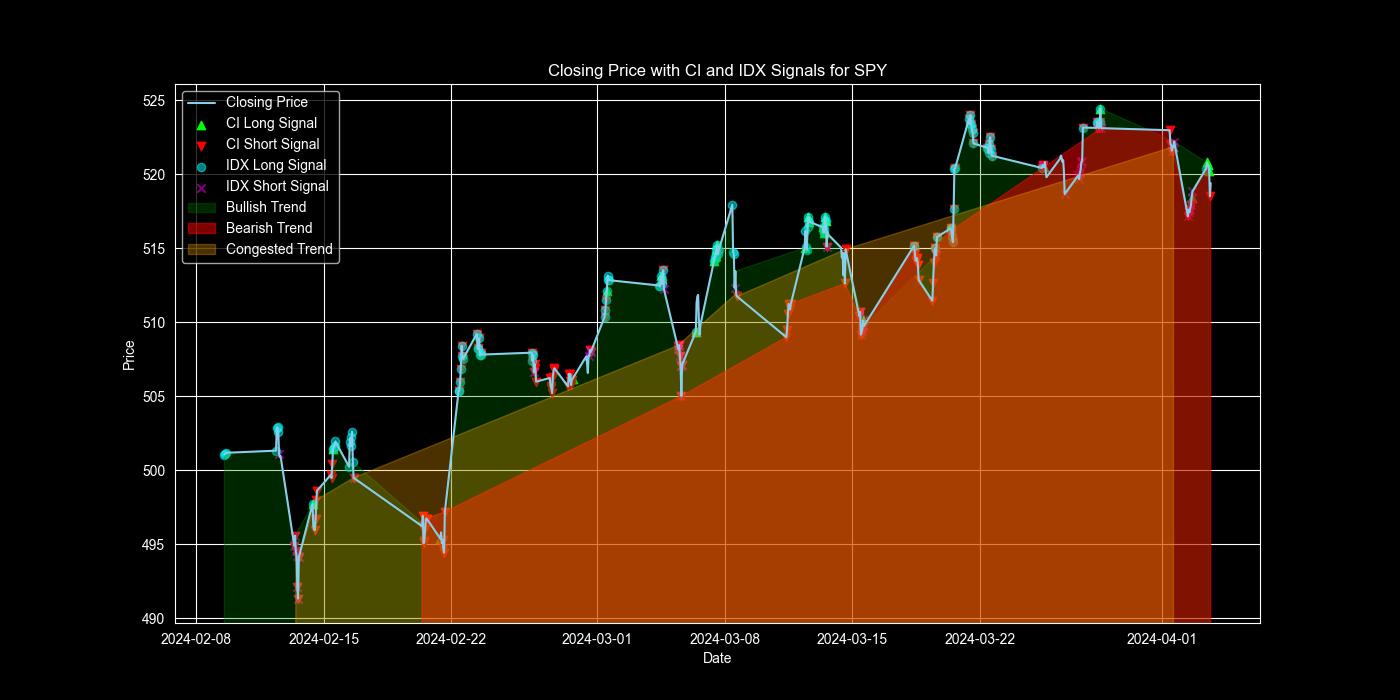 Closing Price with CI and IDX Signals for SPY
Closing Price
CI Long Signal
CI Short Signal
IDX Long Signal
IDX Short Signal
Bullish Trend
Bearish Trend
Congested Trend
Price
525
520
515
510
505
500
495
490
2024-02-08 2024-02-15 2024-02-22 2024-03-01 2024-03-08 2024-03-15 2024-03-22 2024-04-01
Date